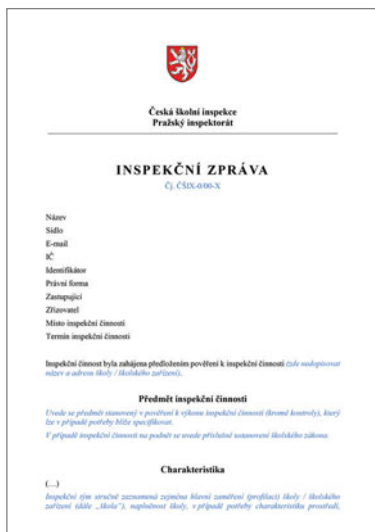 Česká školní inspekce
Pražský inspektorát
INSPEKČNÍ ZPRÁVA
Čj. ČŠIX-0/00-X
Název
Sídlo
E-mail
IČ
Identifikátor
Právní forma
Zastupující
Zřizovatel
Místo inspekční činnosti
Termín inspekční činnosti
Inspekční činnost byla zahájena předložením pověření k inspekční činnosti (zde nedopisovat
název a adresu školy / školského zařízení).
Předmět inspekční činnosti
Uvede se předmět stanovený v pověření k výkonu inspekční činnosti (kromě kontroly), který
lze v případě potřeby blíže specifikovat.
V případě inspekční činnosti na podnět se uvede příslušné ustanovení školského zákona.
Charakteristika
(…)
Inspekční tým stručně zaznamená zejména hlavní zaměření (profilaci) školy / školského
zařízení (dále „škola“), naplněnost školy, v případě potřeby charakteristiku prostředí,